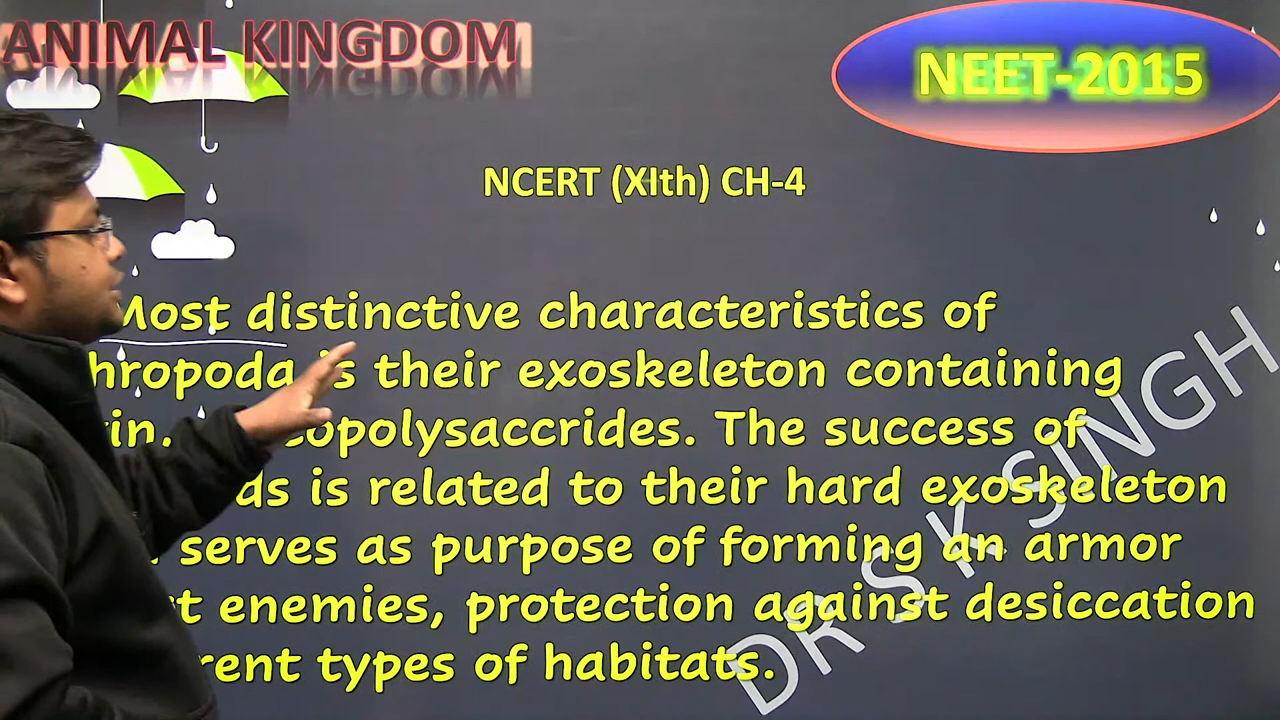 ANIMAL KINGDOM
NEET-2015
NCERT (XIth) CH-4
Most distinctive characteristics of
hropoda is their exoskeleton containing
in. copolysaccrides. The success of
ds is related to their hard exoskeleton
serves as purpose of forming an armor
t enemies, protection against desiccation
rent types of habitats.
DR S K SINGH